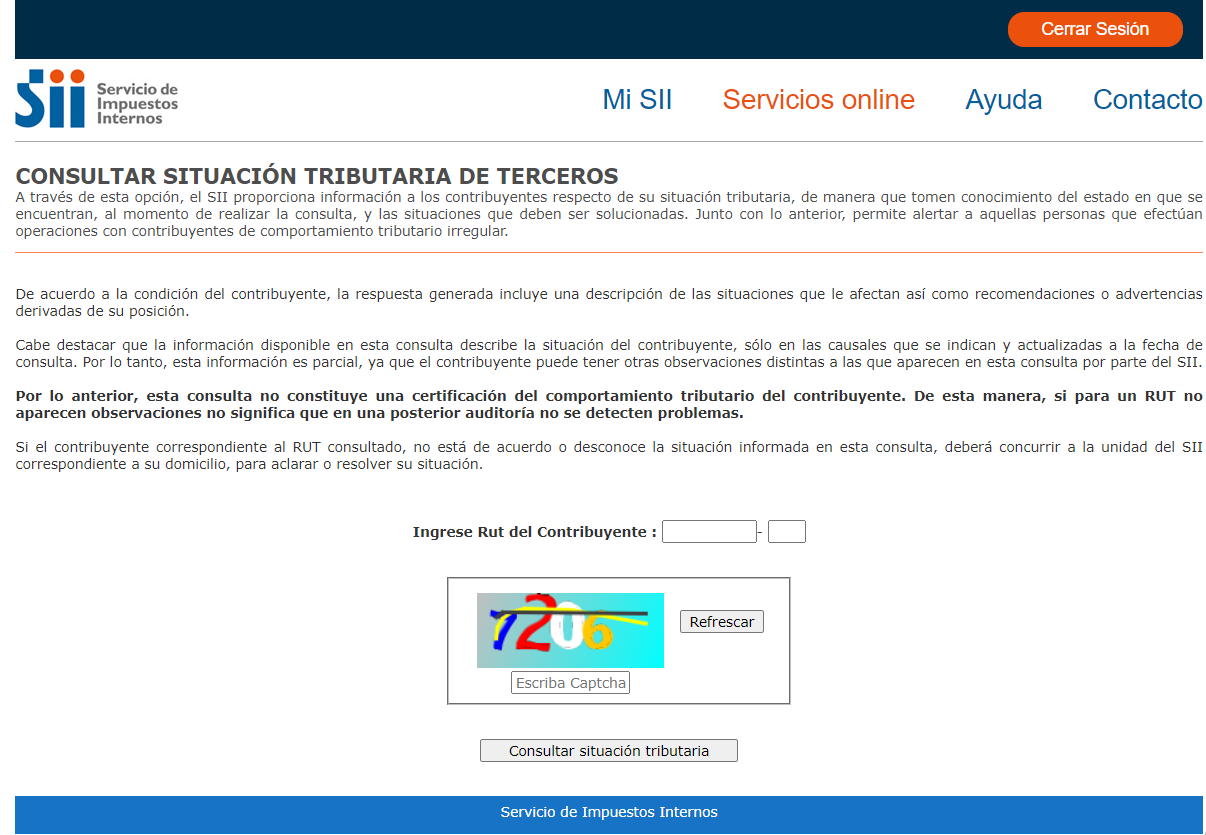 Cerrar Sesión
Sii Servicio de
Impuestos
Internos
Mi SII Servicios online Ayuda Contacto
CONSULTAR SITUACIÓN TRIBUTARIA DE TERCEROS
A través de esta opción, el SII proporciona información a los contribuyentes respecto de su situación tributaria, de manera que tomen conocimiento del estado en que se
encuentran, al momento de realizar la consulta, y las situaciones que deben ser solucionadas. Junto con lo anterior, permite alertar a aquellas personas que efectúan
operaciones con contribuyentes de comportamiento tributario irregular.
De acuerdo a la condición del contribuyente, la respuesta generada incluye una descripción de las situaciones que le afectan así como recomendaciones o advertencias
derivadas de su posición.
Cabe destacar que la información disponible en esta consulta describe la situación del contribuyente, sólo en las causales que se indican y actualizadas a la fecha de
consulta. Por lo tanto, esta información es parcial, ya que el contribuyente puede tener otras observaciones distintas a las que aparecen en esta consulta por parte del SII.
Por lo anterior, esta consulta no constituye una certificación del comportamiento tributario del contribuyente. De esta manera, si para un RUT no
aparecen observaciones no significa que en una posterior auditoría no se detecten problemas.
Si el contribuyente correspondiente al RUT consultado, no está de acuerdo o desconoce la situación informada en esta consulta, deberá concurrir a la unidad del SII
correspondiente a su domicilio, para aclarar o resolver su situación.
Ingrese Rut del Contribuyente : -
Refrescar
Escriba Captcha
Consultar situación tributaria
Servicio de Impuestos Internos